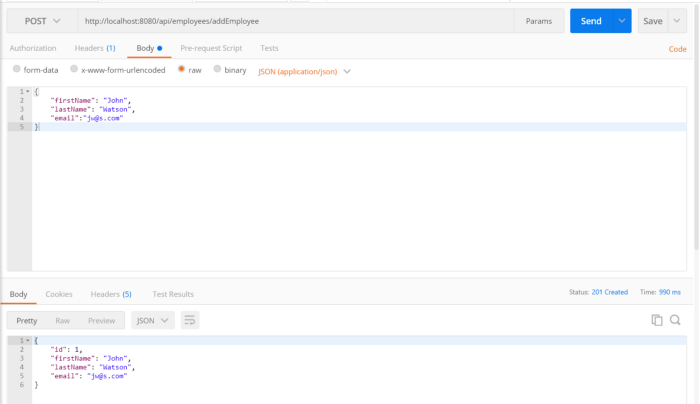 POST http://localhost:8080/api/employees/addEmployee Params Send Save
Authorization Headers (1) Body Pre-request Script Tests Code
form-data x-www-form-urlencoded raw binary JSON (application/json)
1 {
2 "firstName": "John",
3 "lastName": "Watson",
4 "email":"jw@s.com"
5 }
Body Cookies Headers (5) Test Results Status: 201 Created Time: 990 ms
Pretty Raw Preview JSON
1 {
2 "id": 1,
3 "firstName": "John",
4 "lastName": "Watson",
5 "email": "jw@s.com"
6 }